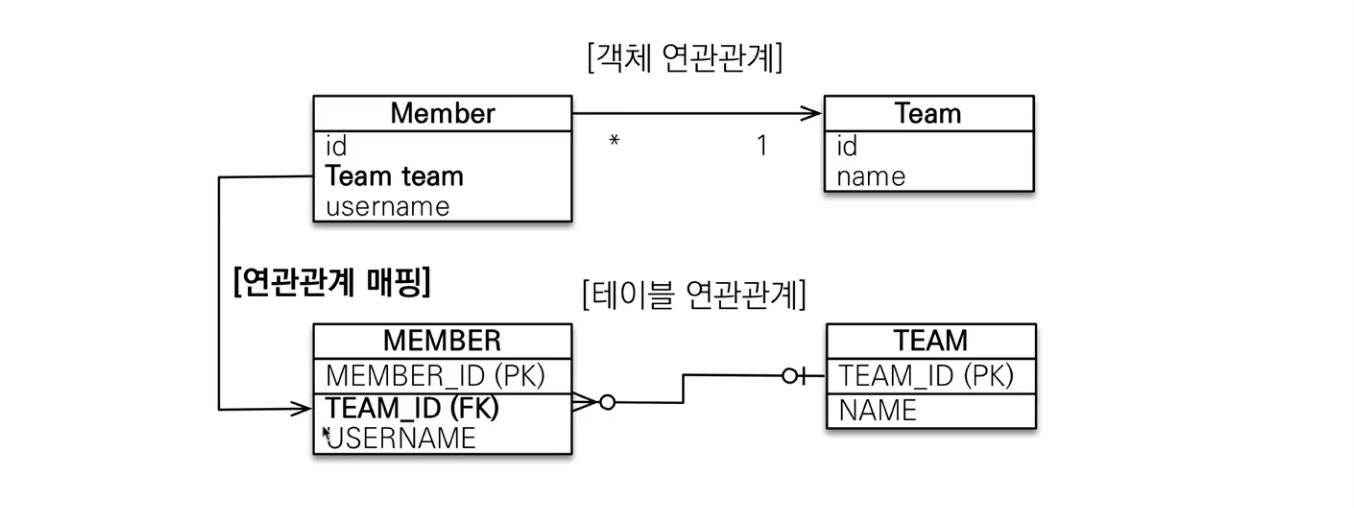 [객체 연관관계]
Member
id
Team team
username
* 1
Team
id
name
[연관관계 매핑]
[테이블 연관관계]
MEMBER
MEMBER_ID (PK)
TEAM_ID (FK)
USERNAME
TEAM
TEAM_ID (PK)
NAME